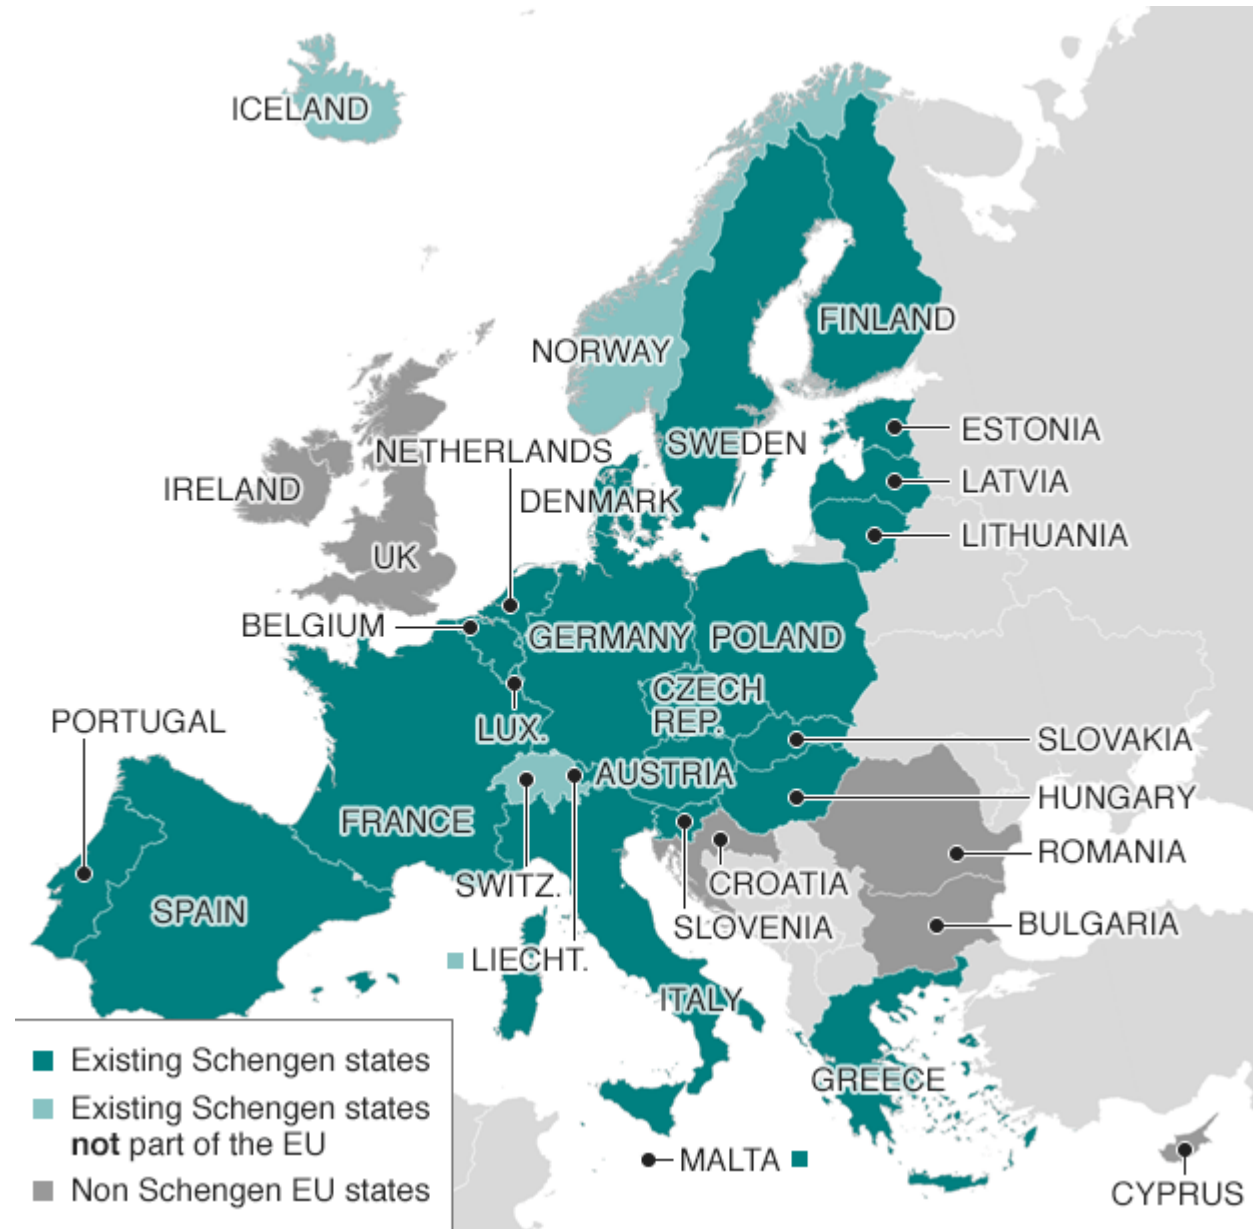 ICELAND
NORWAY
FINLAND
SWEDEN
ESTONIA
NETHERLANDS
LATVIA
IRELAND
DENMARK
LITHUANIA
UK
BELGIUM
GERMANY
POLAND
CZECH
REP.
PORTUGAL
LUX.
SLOVAKIA
AUSTRIA
HUNGARY
FRANCE
ROMANIA
SWITZ.
CROATIA
SPAIN
SLOVENIA
BULGARIA
LIECHT.
ITALY
GREECE
MALTA
CYPRUS
Existing Schengen states
Existing Schengen states
not part of the EU
Non Schengen EU states